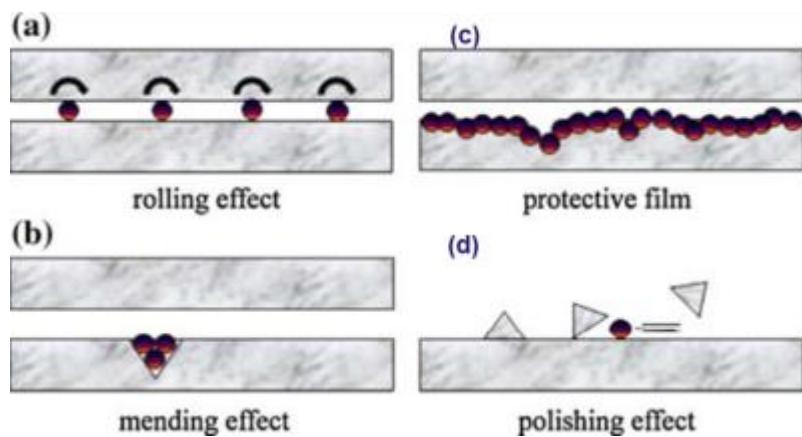 (a)
rolling effect
(c)
protective film
(b)
mending effect
(d)
polishing effect